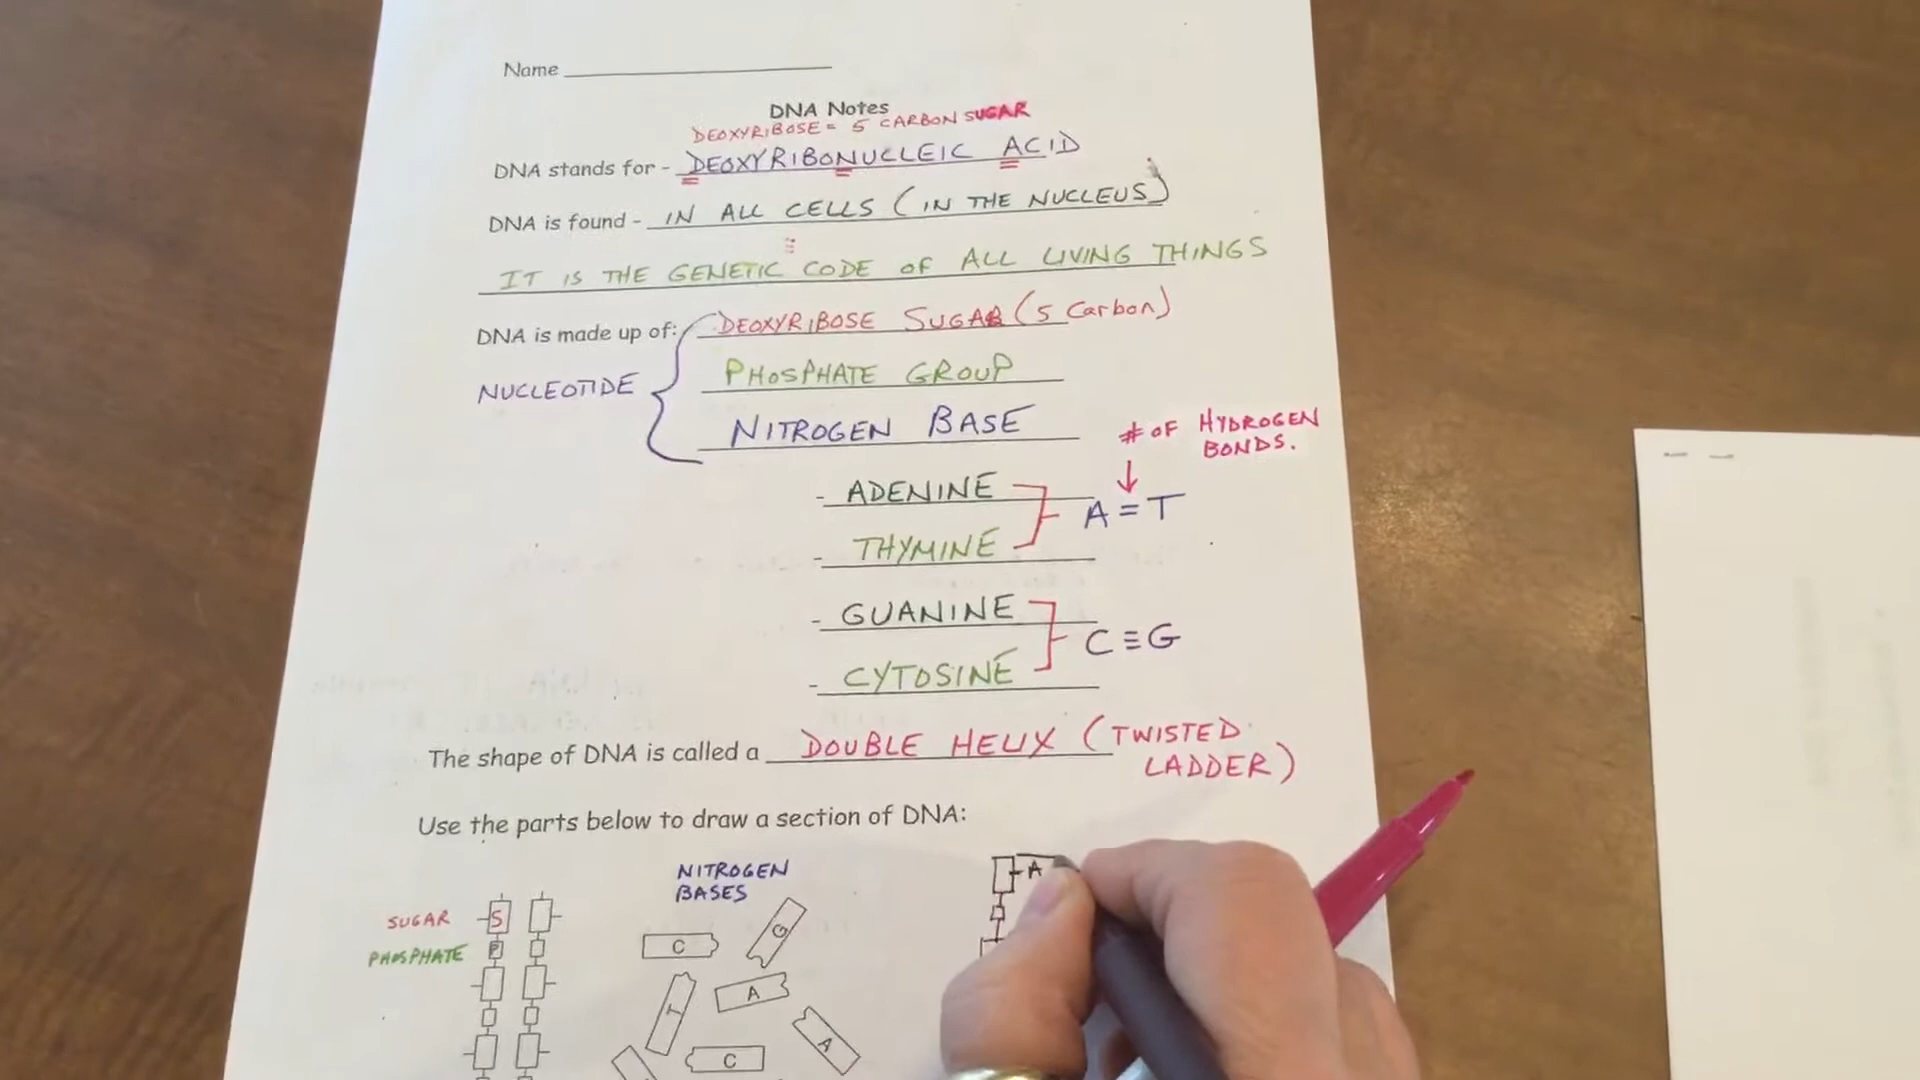 Name
DNA Notes
DEOXYRIBOSE = 5 CARBON SUGAR
DNA stands for - DEOXYRIBONUCLEIC ACID
DNA is found - IN ALL CELLS (IN THE NUCLEUS)
IT IS THE GENETIC CODE OF ALL LIVING THINGS
DNA is made up of: DEOXYRIBOSE SUGAR (5 Carbon)
NUCLEOTIDE
PHOSPHATE GROUP
NITROGEN BASE
# OF HYDROGEN
BONDS.
- ADENINE
A = T
- THYMINE
- GUANINE
C ≡ G
- CYTOSINE
The shape of DNA is called a DOUBLE HELIX (TWISTED
LADDER)
Use the parts below to draw a section of DNA:
NITROGEN
BASES
A
SUGAR S
PHOSPHATE P
C
G
T
A
A
C